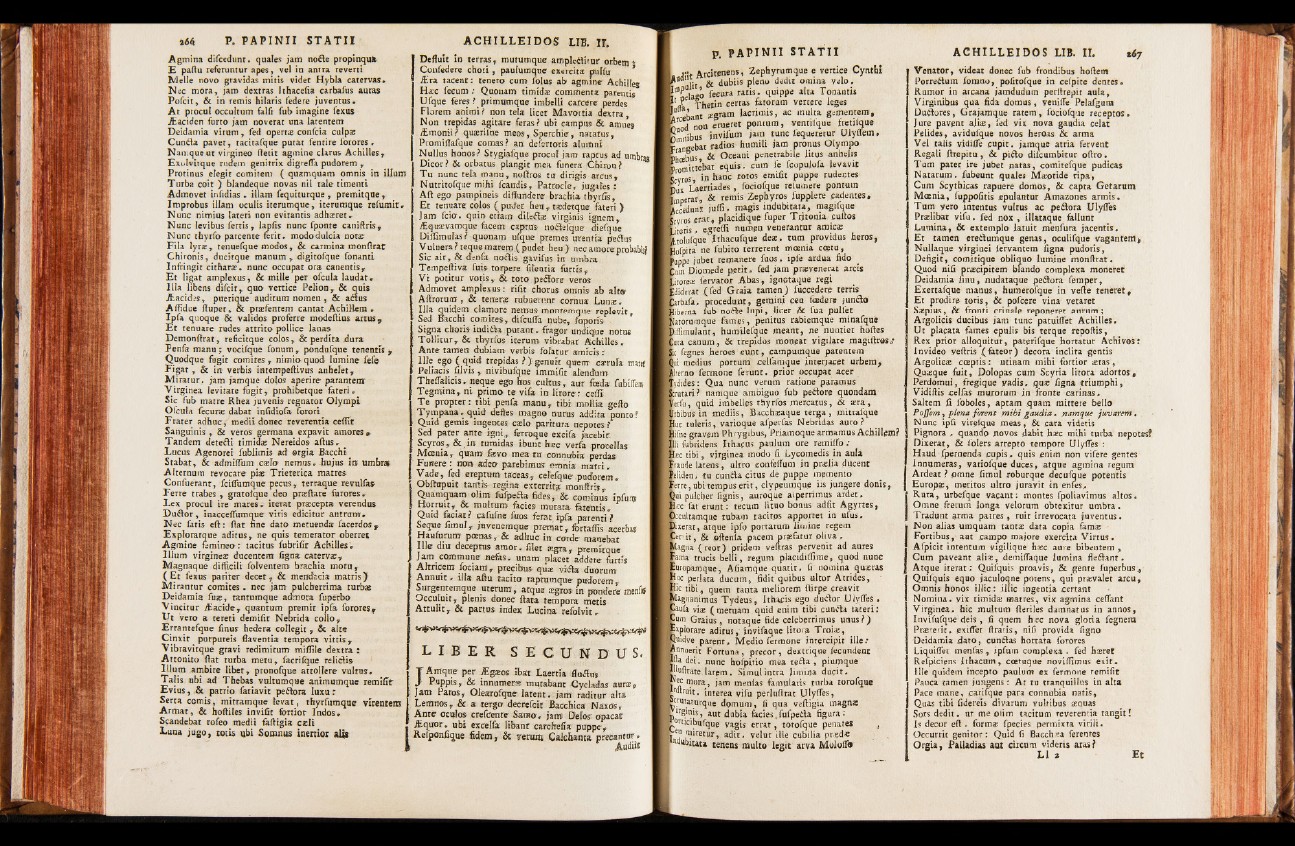 264 P. PAPINII STATII
Agmina discedunt. quales jam nocte propinqua
E pastu referuntur apes, vel in antra reverti
Melle novo gravidas mitis videt Hybla catervas.
Nec mora, jam dextras Ithacesia carbasus auras
Poscit, & in remis hilaris sedere juventus.
At procul occultum falsi sub imagine sexus
Æaciden furto jam noverat una latentem
Deidamia virum, sed opertæ conscia culpæ
Cuncta pavet, tacitasque putat sentire sorores.
Namque ut virgineo stetit agmine clarus Achilles,
Exolvitque rudem genitrix digressa pudorem,
Protinus elegit comitem (quamquam omnis in illum
Turba coit) blandeque novas nil tale timenti
Admovet insidias. illam sequiturque, premitque,
Improbus illam oculis iterumque, iterumque resumit.
Nunc nimius lateri non evitantis adhæret.
Nunc levibus sertis, lapsis nunc sponte canistris,
Nunc thyrso parcente ferit. modo dulcia notæ
Fila lyræ, tenuesque modos, & carmina monstrat
Chironis, ducitque manum, digitosque sonanti
Infringit citharæ. nunc occupat ora canentis,
Et ligat amplexus, & mille per oscula laudat.
Illa libens discit, quo vertice Pelion, & quis
Æacides, puerique auditum nomen, & actus
Assidue stupet, & præsentem cantat Achillem.
Ipsa quoque & validos proferre modestius artus,
Et tenuare rudes attrito pollice lanas
Demonstrat, reficitque colos, & perdita dura
Pensa manu; vocisque sonum, pondusque tenentis,
Quodque fugit comites, nimio quod lumine sese
Figat, & in verbis intempestivus anhelet,
Miratur. jam jamque dolos aperire parantem
Virginea levitate fugit, prohibetque fateri.
Sic sub matre Rhea juvenis regnator Olympi
Oscula securæ dabat insidiosa sorori
Frater adhuc, medii donec reverentia cessit
Sanguinis, & veros germana expavit amores.
Tandem detecti timidæ Nereidos astus.
Lucus Agenorei sublimis ad orgia Bacchi
Stabat, & admissum cælo nemus. hujus in umbra
Alternum revocare piæ Trieterica matres
Consuerant, scissumque pecus, terraque revulsas
Ferre trabes, gratosque deo præstare furores.
Lex procul ire mares. iterat præcepta verendus
Ductor, inaccessumque viris edicitur antrum.
Nec satis est: stat fine dato metuenda sacerdos,
Exploratque aditus, ne quis temerator oberret
Agmine femineo: tacitus subrisit Achilles.
Illum virgineæ ducentem signa catervæ,
Magnaque difficili solventem brachia motu,
(Et sexus pariter decet, & mendacia matris)
Mirantur comites. nec jam pulcherrima turbæ
Deidamia suæ, tantumque admota superbo
Vincitur Æacide, quantum premit ipsa sorores,
Ut vero a tereti demisit Nebrida collo,
Errantesque sinus hedera collegit, & alte
Cinxit purpureis flaventia tempora vittis,
Vibravitque gravi redimitum missile dextra:
Attonito stat turba metu, sacrisque relictis
Illum ambire libet, pronosque attollere vultus.
Talis ubi ad Thebas vultumque animumque remisit
Evius, & patrio satiavit pectora luxu:
Serta comis, mitramque levat, thyrsumque virentem
Armat, & hostiles invisit fortior Indos.
Scandebat roseo medii fastigia cæli
Luna jugo, totis ubi Somnus inertior alis
ACHILLEIDOS LIB. II.
Defluit in terras, mutumque amplectitur orbem;
Consedere chori, paulumque exercita pulsu
Æra tacent: tenero cum solus ab agmine Achilles
Hæc secum: Quonam timidæ commenta parentis
Usque feres? primumque imbelli carcere perdes
Florem animi? non tela licet Mavortia dextra,
Non trepidas agitare feras? ubi campus & amnes
Æmonii? quærisne meos, Sperchie, natatus,
Promissasque comas? an desertoris alumni
Nullus honos? Stygiasque procul jam raptus ad umbras
Dicor? & orbatus plangit mea funera Chiron?
Tu nunc tela manu, nostros tu dirigis arcus,
Nutritosque mihi scandis, Patrocle, jugales:
Ast ego pampineis diffundere brachia thyrsis,
Et tenuare colos (pudet heu, tædetque fateri)
Jam scio. quin etiam dilectæ virginis ignem,
Æquævamque facem captus noctesque diesque
Dissimulas? quonam usque premes urentia pectus
Vulnera? teque marem (pudet heu) nec amore probabis?
Sic ait, & densa noctis gavisus in umbra
Tempestiva suis torpere silentia furtis,
Vi potitur votis, & toto pectore veros
Admovet amplexus: risit chorus omnis ab alto
Astrorum, & teneræ rubuerunt cornua Lunæ.
Illa quidem clamore nemus montemque replevit,
Sed Bacchi comites, discussa nube, soporis
Signa choris indicta putant. fragor undique notus
Tollitur, & thyrsos iterum vibrabat Achilles.
Ante tamen dubiam verbis solatur amicis:
Ille ego (quid trepidas?) genuit quem cærula mater
Peliacis silvis, nivibusque immisit alendum
Thessalicis. neque ego hos cultus, aut fœda subissem
Tegmina, ni primo te visa in litore: cessi
Te propter: tibi pensa manu, tibi mollia gesto
Tympana. quid defles magno nurus addita ponto?
Quid gemis ingentes cælo paritura nepotes?
Sed pater ante igni, ferroque excisa jacebit
Scyros, & in tumidas ibunt hæc versa procellas
Mœnia, quam sævo mea tu connubia perdas
Funere: non adeo parebimus omnia matri.
Vade, sed ereptum taceas, celesque pudorem.
Obstupuit tantis regina exterrita monstris,
Quamquam olim suspecta fides, & cominus ipsum
Horruit, & multum facies mutata fatentis.
Quid faciat? casusne suos ferat ipsa parenti?
Seque simul, juvenemque premat, fortassis acerbas
Hausurum pœnas, & adhuc in corde manebat
Ille diu deceptus amor. silet ægra, premitque
Jam commune nefas. unam placet addere furtis
Altricem sociam, precibus quæ victa duorum
Annuit. illa astu tacito raptumque pudorem,
Surgentemque uterum, atque ægros in pondere menses
Occuluit, plenis donec stata tempora metis
Attulit, & partus index Lucina resolvit.
LIBER SECUNDUS.
JAmque per Ægæos ibat Laertia fluctus
Puppis, & innumeræ mutabant Cycladas auræ,
Jam Paros, Olearosque latent. jam raditur alta
Lemnos, & a tergo decrescit Bacchica Naxos,
Ante oculos crescente Samo. jam Delos opacat
Æquor. ubi excelsa libant carchesia puppe,
Responsique fidem, & verum Calchanta precantur.
Audiit
P. PAPINII STATII
Audiit Arcitenens, Zephyrumque e vertice Cynthi
Impulit, & dubiis pleno dedit omina velo.
It pelago secura ratis. quippe alta Tonantis
Jussa, Thetin certas fatorum vertere leges
Arcebant ægram lacrimis, ac multa gementem,
Quod non erueret pontum, ventisque fretisque
Omnibus invisum jam tunc sequeretur Ulyssem.
Frangebat radios humili jam pronus Olympo
Phœbus, & Oceani penetrabile litus anhelis
Promittebat equis. cum se scopulosa levavit
Scyros, in hanc totos emisit puppe rudentes
Dux Laertiades, sociosque resumere pontum
Imperat, & remis Zephyros supplere cadentes.
Accedunt jussi. magis indubitata, magisque
Scyros erat, placidique super Tritonia custos
Litoris, egressi numen venerantur amicæ
Ætolusque Ithacusque deæ. tum providus heros,
Hospita ne subito terrerent mœnia cœtu,
Puppe jubet remanere suos. ipse ardua fido
Cum Diomede petit. sed jam prævenerat arcis
Litoreæ servator Abas, ignotaque regi
Ediderat (sed Graia tamen) succedere terris
Carbasa. procedunt, gemini ceu fœdere juncto
Hiberna sub nocte lupi, licet & sua pulset
Natorumque fames, penitus rabiemque minasque
Dissimulant, humilesque meant, ne nuntiet hostes
Cura canum, & trepidos moneat vigilare magistros:
Sic segnes heroes eunt, campumque patentem
Qui medius portum celsamque interjacet urbem,
Alterno sermone serunt. prior occupat acer
Tydides: Qua nunc verum ratione paramus
Scrutari? namque ambiguo sub pectore quondam
Verso, quid imbelles thyrsos mercatus, & æra,
Urbibus in mediis, Bacchæaque terga, mitrasque
Huc tuleris, varioque aspersas Nebridas auro?
Hisne gravem Phrygibus, Priamoque armamus Achillem?
Illi subridens Ithacus paulum ore remisso:
Hæc tibi, virginea modo si Lycomedis in aula
Fraude latens, ultro confessum in prælia ducent
Peliden. tu cuncta citus de puppe memento
Ferre, ubi tempus erit, clypeumque iis jungere donis,
Qui pulcher signis, auroque asperrimus ardet.
Hæc sat erunt: tecum lituo bonus adsit Agyrtes,
Occultamque tubam tacitos apportet in usus.
Dixerat, atque ipso portarum limine regem
Cernit, & ostensa pacem præfatur oliva.
Magna (reor) pridem vestras pervenit ad aures
Fama trucis belli, regum placidissime, quod nunc
Europamque, Asiamque quatit. si nomina quæras
Huc perlata ducum, fidit quibus ultor Atrides,
Hic tibi, quem tanta meliorem stirpe creavit
Magnanimus Tydeus, Ithacis ego ductor Ulysses.
Causa viæ (metuam quid enim tibi cuncta fateri:
Cum Graius, notaque fide celeberrimus unus?)
Explorare aditus, invisaque litora Trojæ,
Quidve parent. Medio sermone intercipit ille:
Annuerit Fortuna, precor, dextrique secundent
Ista dei. nunc hospitio mea tecta, piumque
Illustrate larem. Simul intra limina ducit.
Nec mora, jam mensas famularis turba torosque
Instruit. interea visu perlustrat Ulysses,
Scrutaturque domum, si qua vestigia magnæ
Virginis, aut dubia facies suspecta figura:
Porticibusque vagis errat, totosque penates,
Ceu miretur, adit. velut ille cubilia prædæ
Indubitata tenens muto legit arva Molosso
ACHILLEIDOS LIB. II. 267
Venator, videat donec sub frondibus hostem
Porrectum somno, positosque in cespite dentes.
Rumor in arcana jamdudum perstrepit aula,
Virginibus qua fida domus, venisse Pelasgum
Ductores, Grajamque ratem, sociosque receptos.
Jure pavent aliæ, sed vix nova gaudia celat
Pelides, avidusque novos heroas & arma
Vel talis vidisse cupit. jamque atria fervent
Regali strepitu, & picto discumbitur ostro.
Tum pater ire jubet natas, comitesque pudicas
Natarum. subeunt quales Mæotide ripa,
Cum Scythicas rapuere domos, & capta Getarum
Mœnia, suppositis epulantur Amazones armis.
Tum vero intentus vultus ac pectora Ulysses
Prælibat visu. sed nox, illataque fallunt
Lumina, & extemplo latuit mensura jacentis.
Et tamen erectumque genas, oculisque vagantem,
Nullaque virginei servantem signa pudoris,
Defigit, comitique obliquo lumine monstrat.
Quod nisi præcipitem blando complexa moneret
Deidamia sinu, nudataque pectora semper,
Exertasque manus, humerosque in veste teneret,
Et prodire toris, & poscere vina vetaret
Sæpius, & fronti crinale reponeret aurum;
Argolicis ducibus jam tunc patuisset Achilles.
Ut placata fames epulis bis terque repostis,
Rex prior alloquitur, paterisque hortatur Achivos:
Invideo vestris (fateor) decora inclita gentis
Argolicæ cœptis: utinam mihi fortior ætas,
Quæque fuit, Dolopas cum Scyria litora adortos,
Perdomui, fregique vadis. quæ signa triumphi,
Vidistis celsas murorum in fronte carinas.
Saltem si soboles, aptam quam mittere bello
Possem, plena forent mihi gaudia. namque juvarem.
Nunc ipsi viresque meas, & cara videtis
Pignora. quando novos dabit hæc mihi turba nepotes?
Dixerat, & solers arrepto tempore Ulysses:
Haud spernenda cupis. quis enim non visere gentes
Innumeras, variosque duces, atque agmina regum
Ardeat? omne simul roburque decusque potentis
Europæ, meritos ultro juravit in enses.
Rura, urbesque vacant: montes spoliavimus altos.
Omne fretum longa velorum obtexitur umbra.
Tradunt arma patres, ruit irrevocata juventus.
Non alias umquam tantæ data copia famæ
Fortibus, aut campo majore exercita Virtus.
Aspicit intentum vigilique hæc aure bibentem,
Cum paveant aliæ, demissaque lumina flectant.
Atque iterat: Quisquis proavis, & gente superbus,
Quisquis equo jaculoque potens, qui prævalet arcu,
Omnis honos illic: illic ingentia certant
Nomina. vix timidæ matres, vix agmina cessant
Virginea. hic multum steriles damnatus in annos,
Invisusque deis, si quem hæc nova gloria segnem
Præterit. exisset stratis, nisi provida signo
Deidamia dato, cunctas hortata sorores
Liquisset mensas, ipsum complexa. sed hæret
Respiciens Ithacum, cœtuque novissimus exit.
Ille quidem incepto paulum ex sermone remisit
Pauca tamen jungens: At tu tranquillus in alta
Pace mane, carisque para connubia natis,
Quas tibi sidereis divarum vultibus æquas
Sors dedit. ut me olim tacitum reverentia tangit!
Is decor est. formæ species permixta virili.
Occurrit genitor: Quid si Bacchæa ferentes
Orgia, Palladias aut circum videris aras?
Ll 2 Et